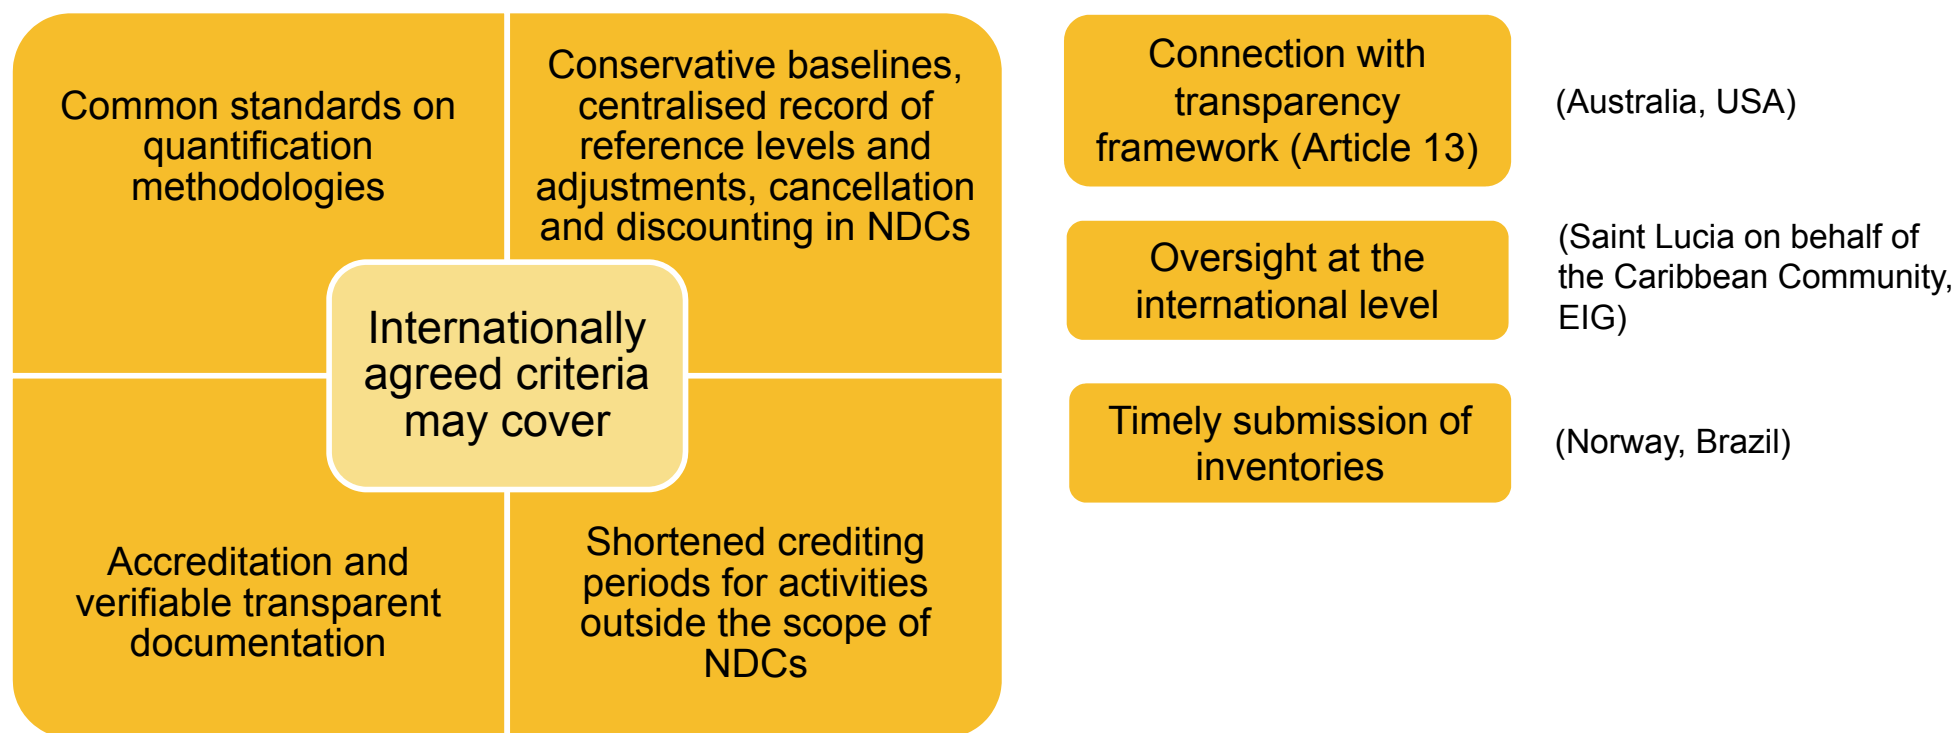 Common standards on
quantification
methodologies
Conservative baselines,
centralised record of
reference levels and
adjustments, cancellation
and discounting in NDCs
Internationally
agreed criteria
may cover
Accreditation and
verifiable transparent
documentation
Shortened crediting
periods for activities
outside the scope of
NDCs
Connection with
transparency
framework (Article 13)
(Australia, USA)
Oversight at the
international level
(Saint Lucia on behalf of
the Caribbean Community,
EIG)
Timely submission of
inventories
(Norway, Brazil)